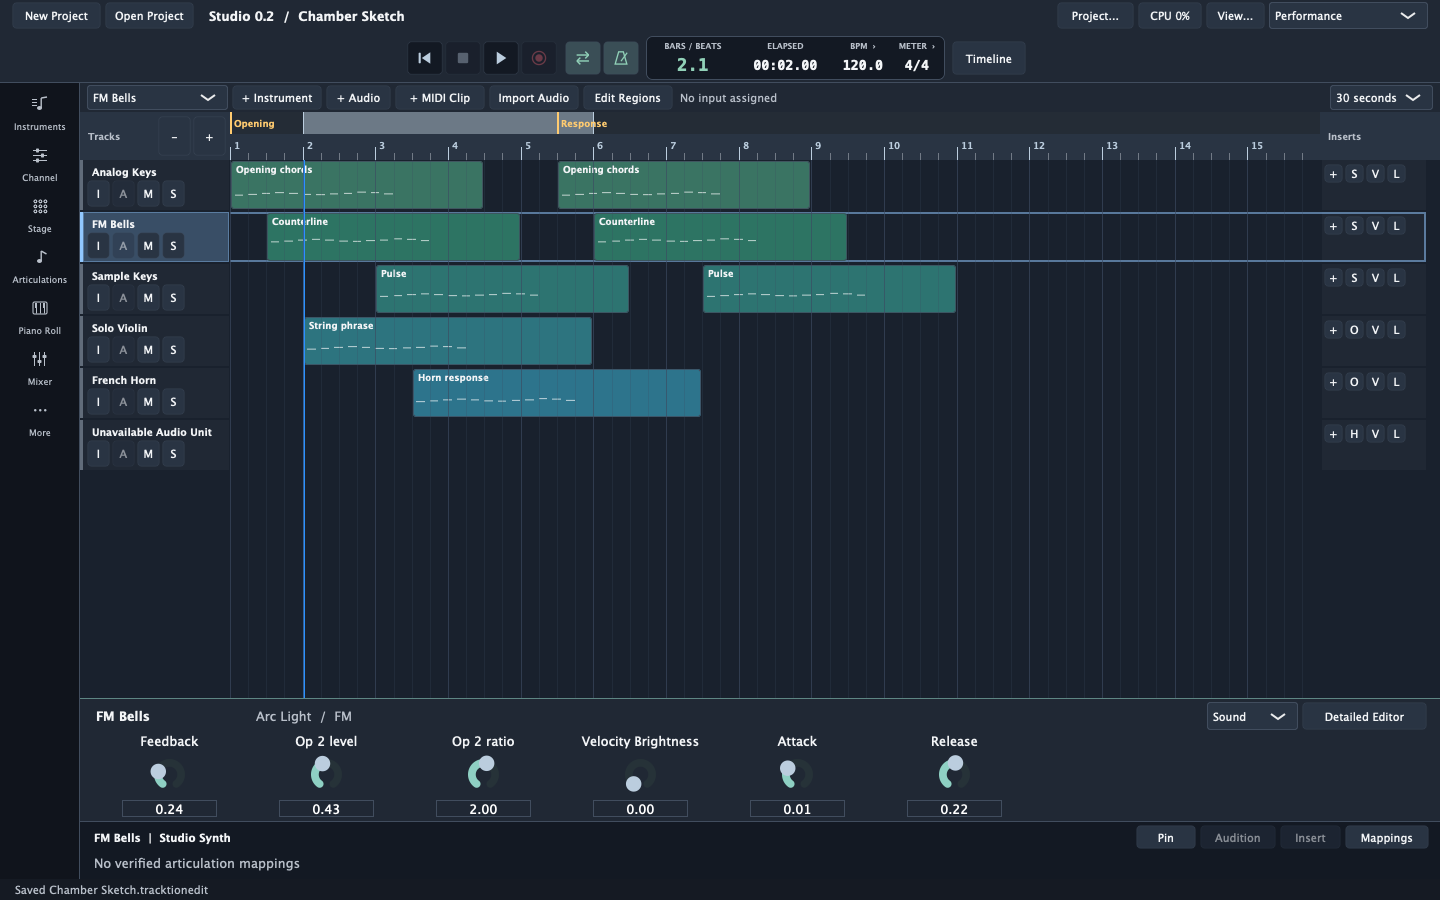 New Project
Open Project
Studio 0.2 / Chamber Sketch
Project...
CPU 0%
View...
Performance
BARS / BEATS
ELAPSED
BPM ›
METER ›
2.1
00:02.00
120.0
4/4
Timeline
Instruments
Channel
Stage
Articulations
Piano Roll
Mixer
More
FM Bells
+ Instrument
+ Audio
+ MIDI Clip
Import Audio
Edit Regions
No input assigned
30 seconds
Tracks
-
+
Opening
Response
Inserts
1 2 3 4 5 6 7 8 9 10 11 12 13 14 15
Analog Keys
I A M S
Opening chords
Opening chords
+ S V L
FM Bells
I A M S
Counterline
Counterline
+ S V L
Sample Keys
I A M S
Pulse
Pulse
+ S V L
Solo Violin
I A M S
String phrase
+ O V L
French Horn
I A M S
Horn response
+ O V L
Unavailable Audio Unit
I A M S
+ H V L
FM Bells
Arc Light / FM
Sound
Detailed Editor
Feedback
Op 2 level
Op 2 ratio
Velocity Brightness
Attack
Release
0.24
0.43
2.00
0.00
0.01
0.22
FM Bells | Studio Synth
Pin
Audition
Insert
Mappings
No verified articulation mappings
Saved Chamber Sketch.tracktionedit